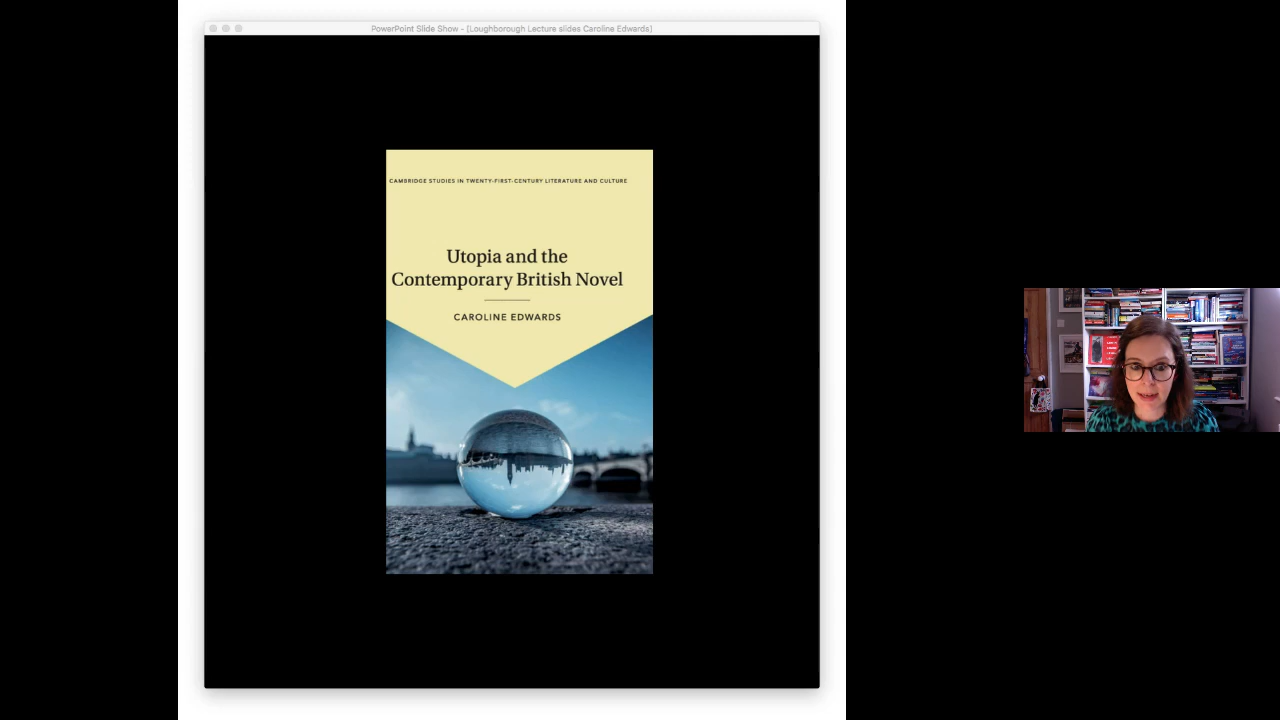 PowerPoint Slide Show - [Loughborough Lecture slides Caroline Edwards]
CAMBRIDGE STUDIES IN TWENTY-FIRST-CENTURY LITERATURE AND CULTURE
Utopia and the
Contemporary British Novel
CAROLINE EDWARDS